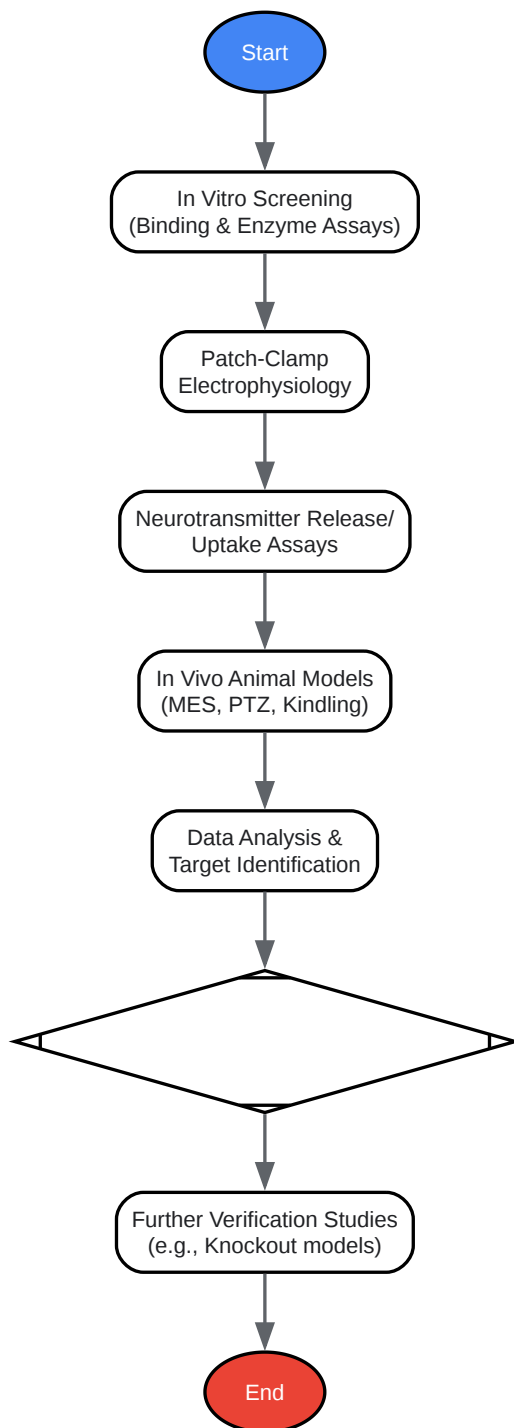 Start
In Vitro Screening
(Binding & Enzyme Assays)
Patch-Clamp
Electrophysiology
Neurotransmitter Release/
Uptake Assays
In Vivo Animal Models
(MES, PTZ, Kindling)
Data Analysis &
Target Identification
Further Verification Studies
(e.g., Knockout models)
End